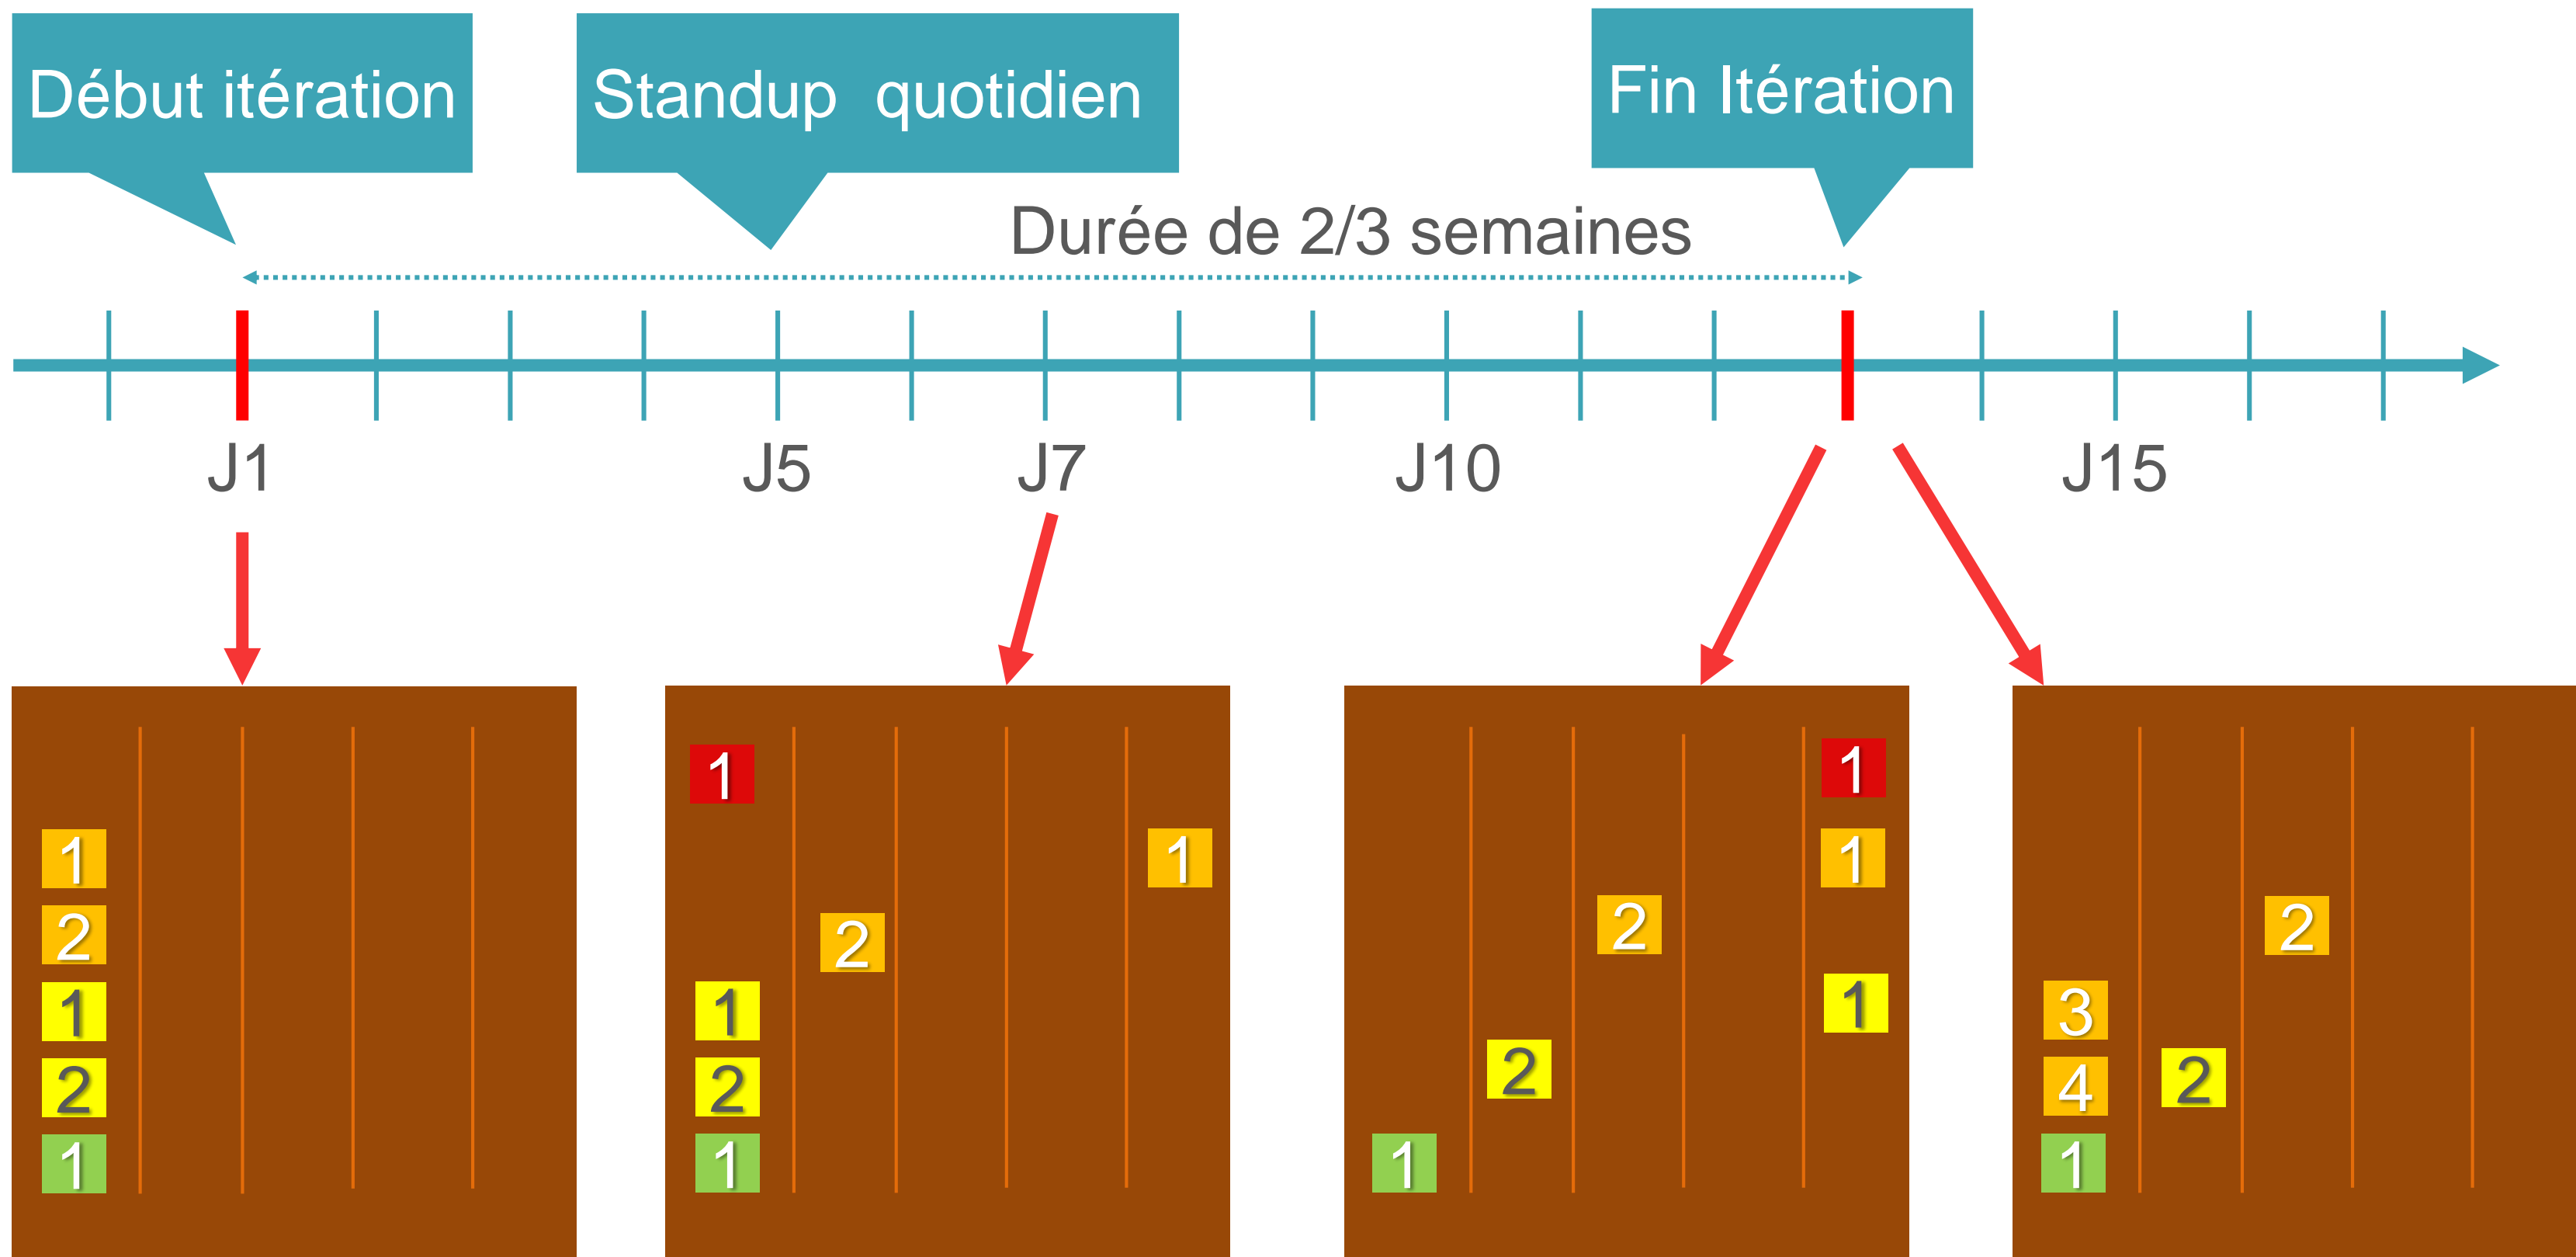 Début itération
Standup  quotidien
Fin Itération
Durée de 2/3 semaines
J1
J5
J7
J10
J15
1
2
1
2
1
1
1
2
1
2
1
1
1
2
1
2
1
2
3
4
2
1